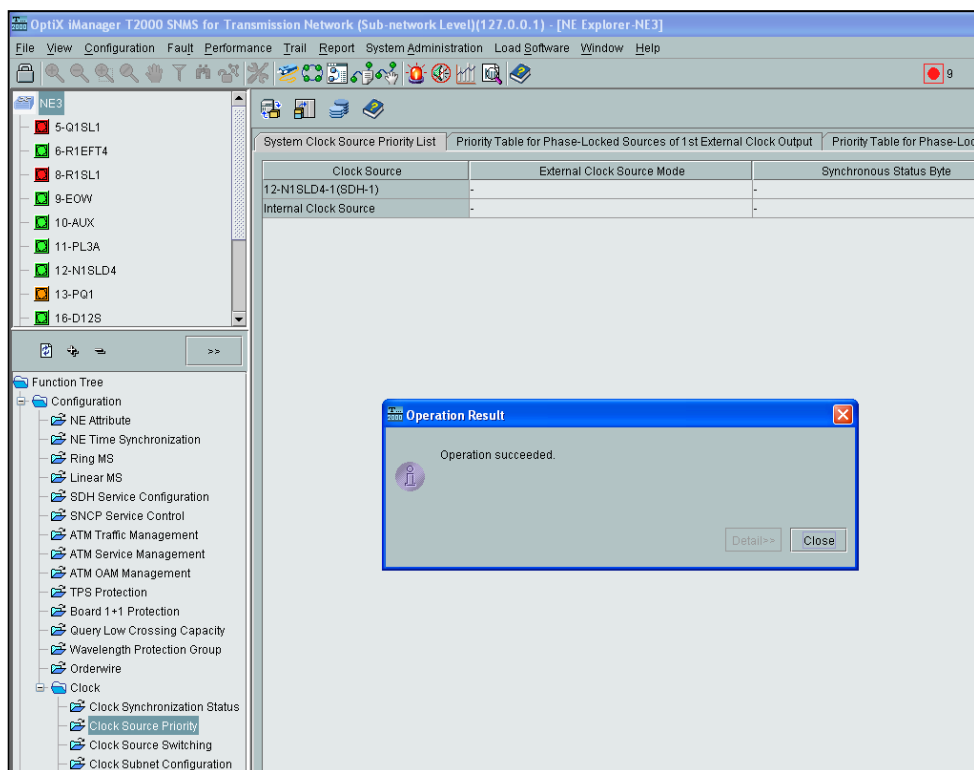 OptiX iManager T2000 SNMS for Transmission Network (Sub-network Level)(127.0.0.1) - [NE Explorer-NE3]
File View Configuration Fault Performance Trail Report System Administration Load Software Window Help
9
NE3
5-Q1SL1
6-R1EFT4
8-R1SL1
9-EOW
10-AUX
11-PL3A
12-N1SLD4
13-PQ1
16-D12S
>>
Function Tree
Configuration
NE Attribute
NE Time Synchronization
Ring MS
Linear MS
SDH Service Configuration
SNCP Service Control
ATM Traffic Management
ATM Service Management
ATM OAM Management
TPS Protection
Board 1+1 Protection
Query Low Crossing Capacity
Wavelength Protection Group
Orderwire
Clock
Clock Synchronization Status
Clock Source Priority
Clock Source Switching
Clock Subnet Configuration
System Clock Source Priority List Priority Table for Phase-Locked Sources of 1st External Clock Output Priority Table for Phase-Loc
Clock Source External Clock Source Mode Synchronous Status Byte
12-N1SLD4-1(SDH-1) - -
Internal Clock Source - -
Operation Result
Operation succeeded.
Detail>> Close